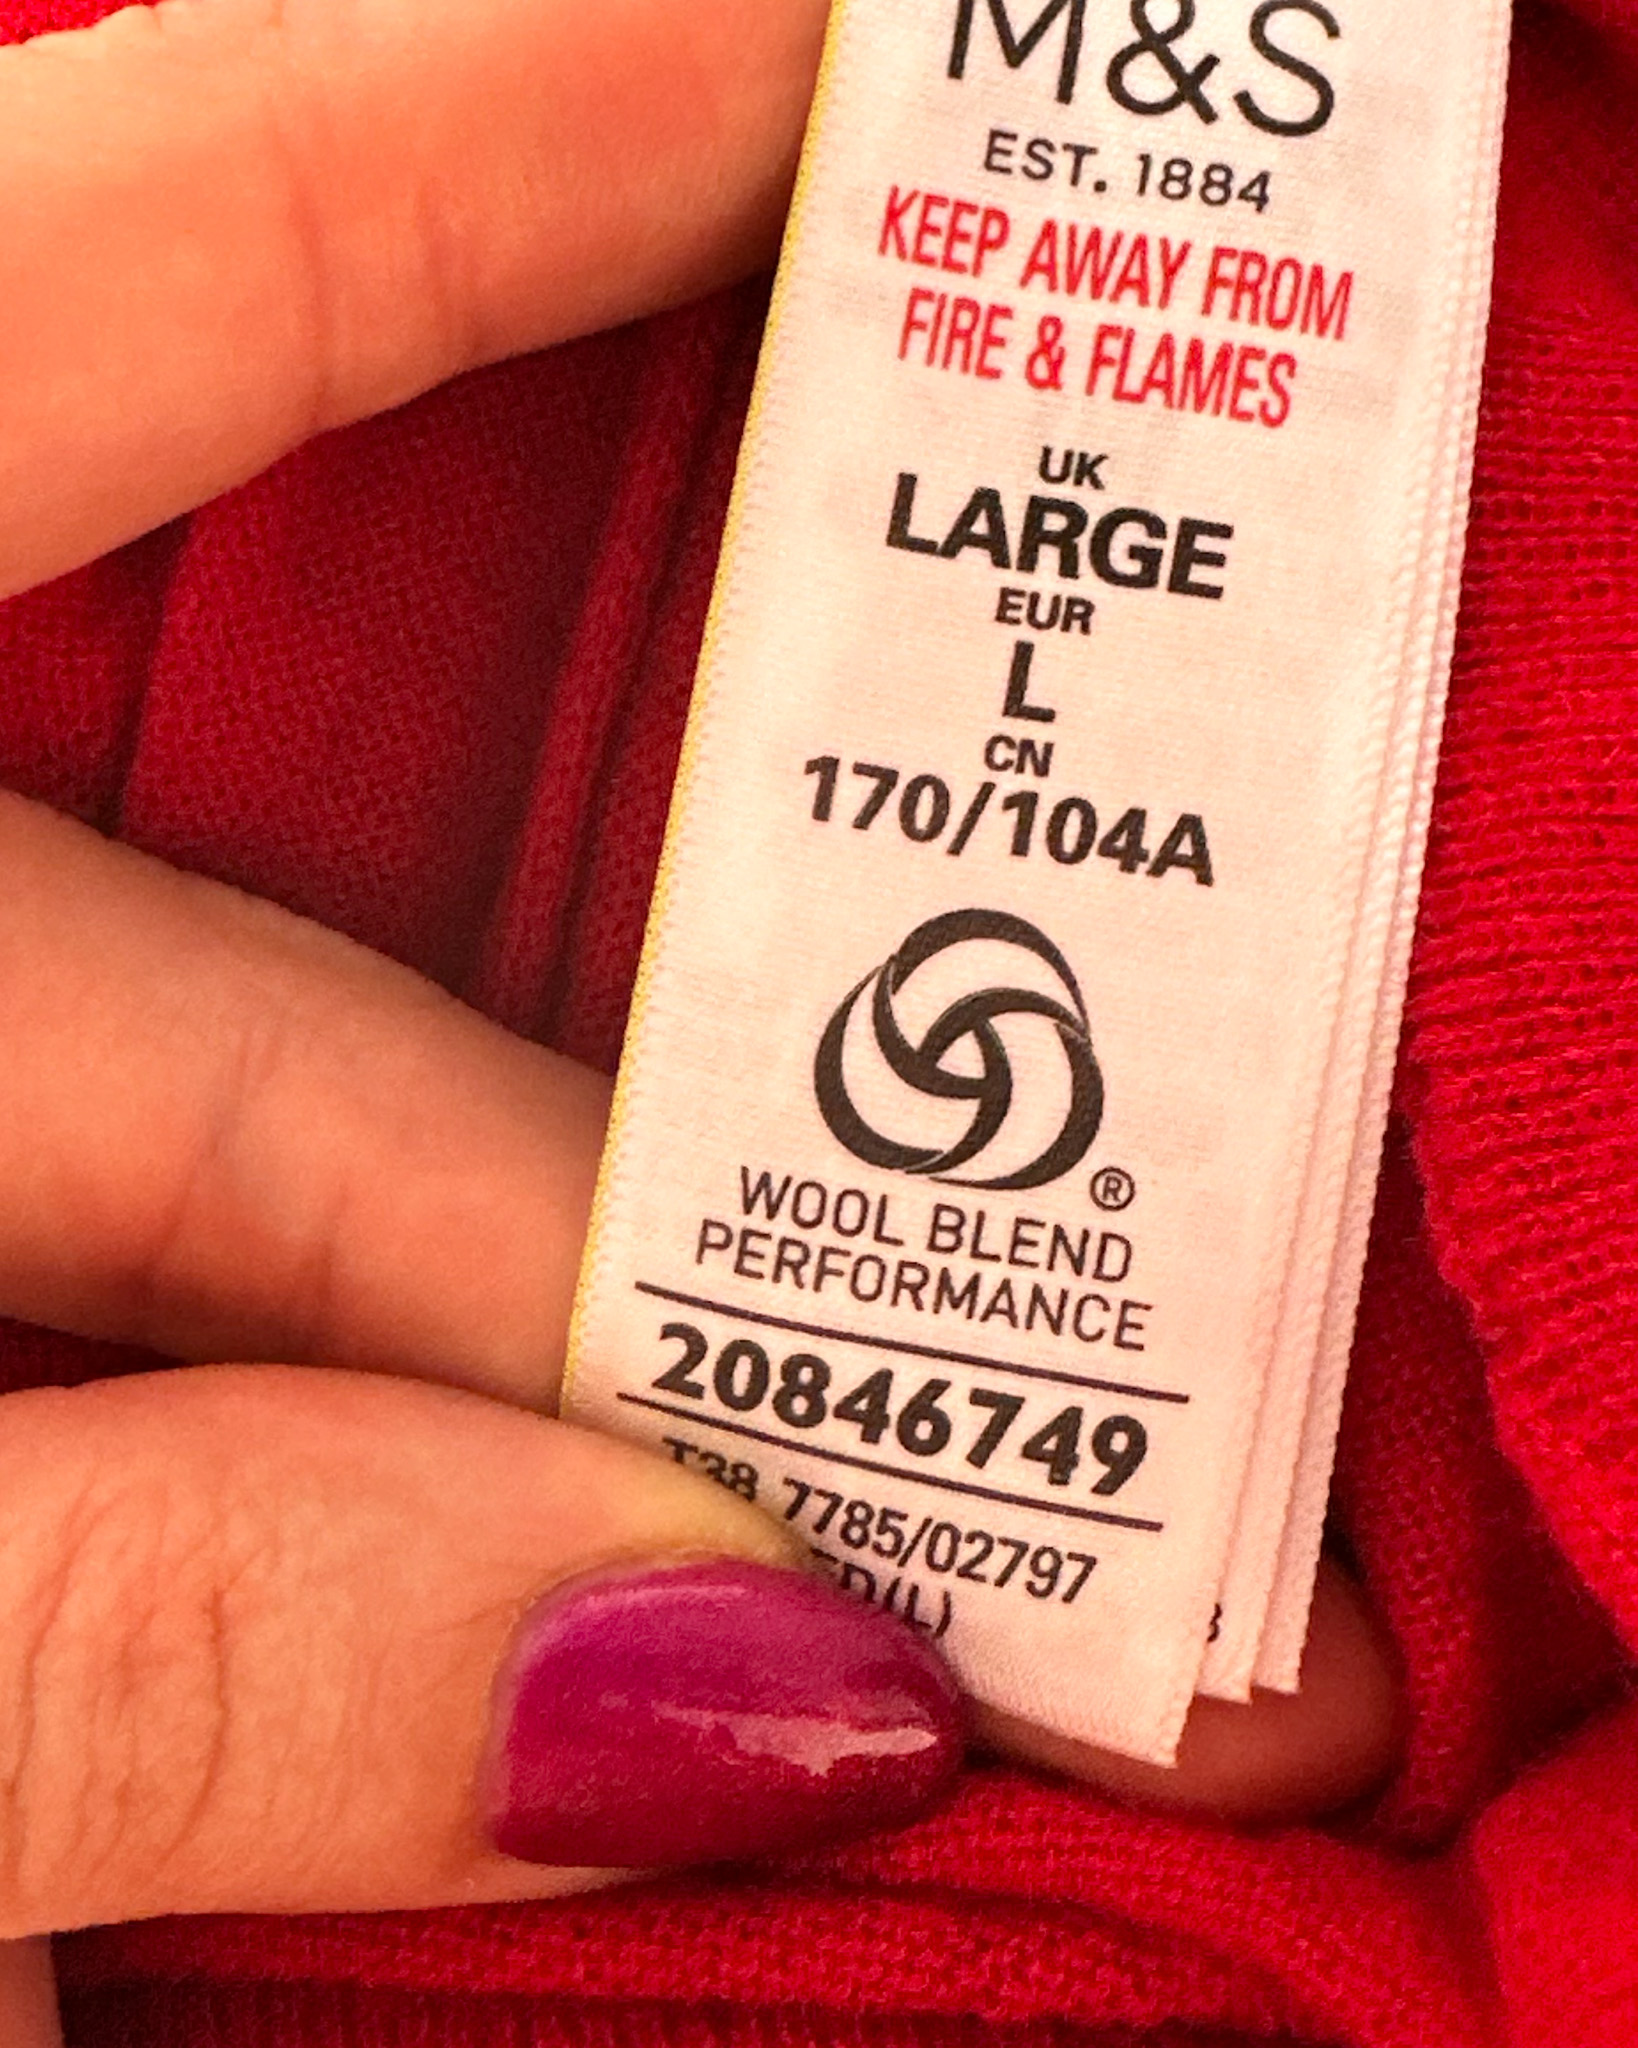 M&S
EST. 1884
KEEP AWAY FROM
FIRE & FLAMES
UK
LARGE
EUR
L
CN
170/104A
®
WOOL BLEND
PERFORMANCE
20846749
T38 7785/02797
(L)